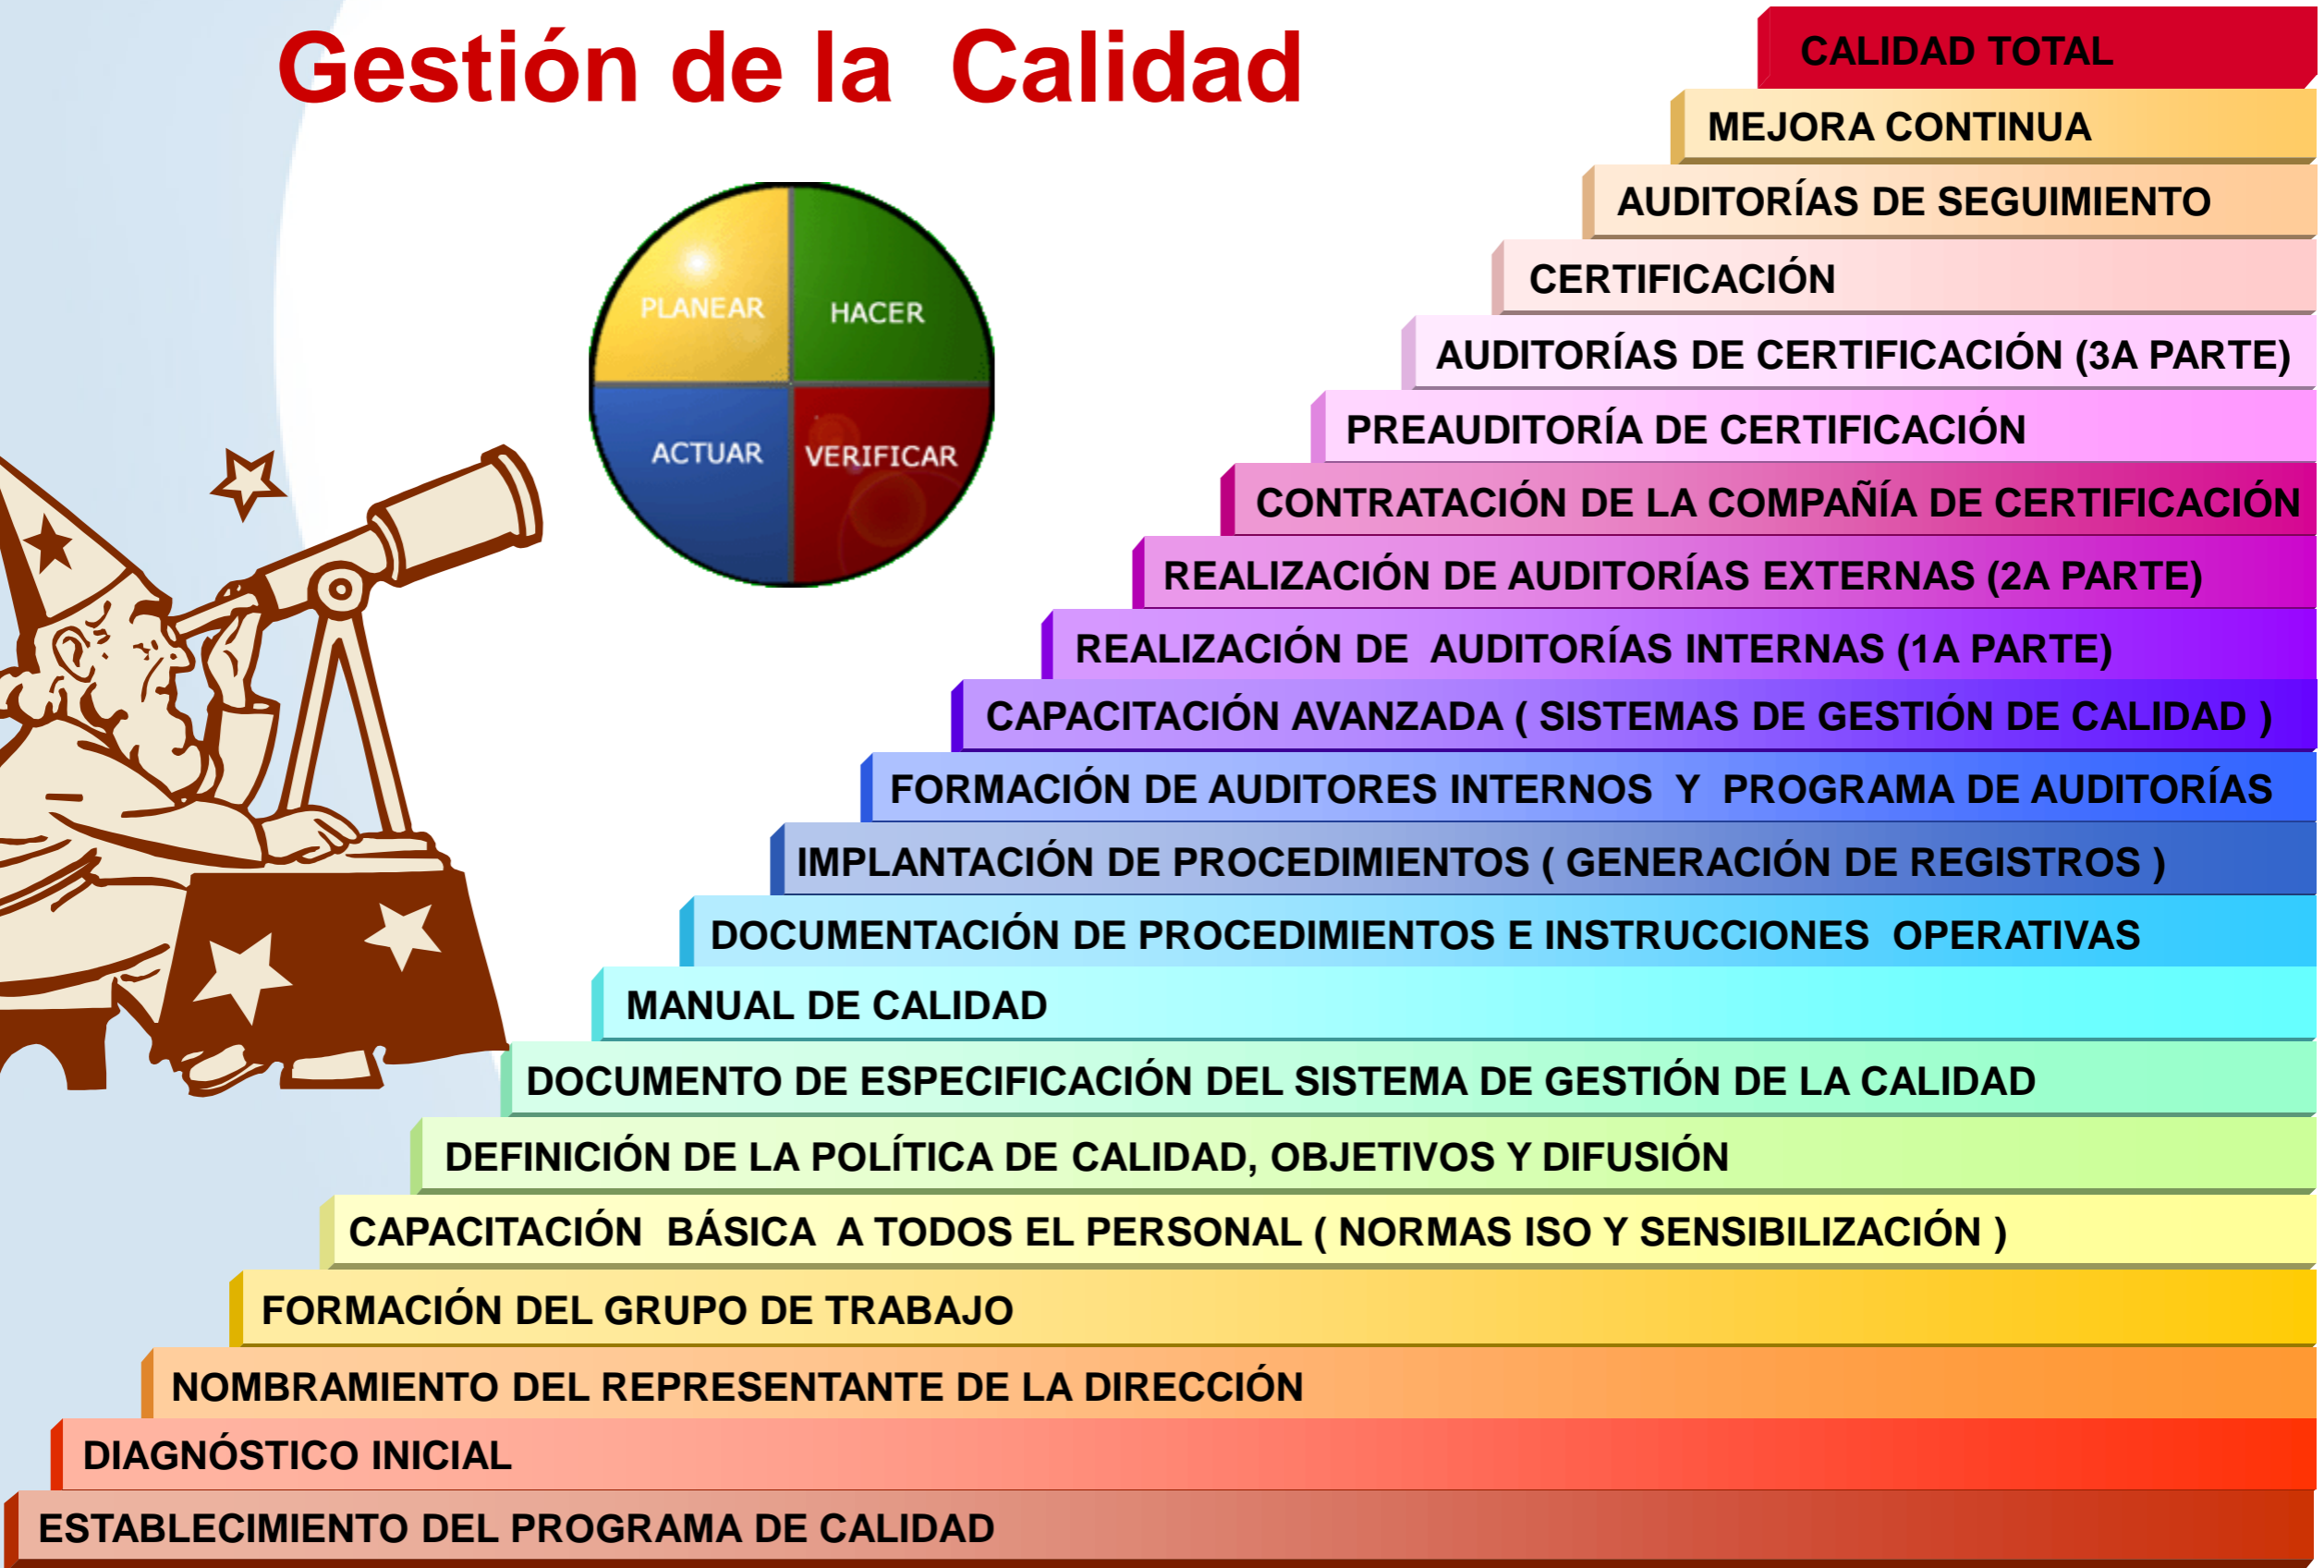 Gestión de la Calidad
PLANEAR
HACER
ACTUAR
VERIFICAR
CALIDAD TOTAL
MEJORA CONTINUA
AUDITORÍAS DE SEGUIMIENTO
CERTIFICACIÓN
AUDITORÍAS DE CERTIFICACIÓN (3A PARTE)
PREAUDITORÍA DE CERTIFICACIÓN
CONTRATACIÓN DE LA COMPAÑÍA DE CERTIFICACIÓN
REALIZACIÓN DE AUDITORÍAS EXTERNAS (2A PARTE)
REALIZACIÓN DE AUDITORÍAS INTERNAS (1A PARTE)
CAPACITACIÓN AVANZADA ( SISTEMAS DE GESTIÓN DE CALIDAD )
FORMACIÓN DE AUDITORES INTERNOS Y PROGRAMA DE AUDITORÍAS
IMPLANTACIÓN DE PROCEDIMIENTOS ( GENERACIÓN DE REGISTROS )
DOCUMENTACIÓN DE PROCEDIMIENTOS E INSTRUCCIONES OPERATIVAS
MANUAL DE CALIDAD
DOCUMENTO DE ESPECIFICACIÓN DEL SISTEMA DE GESTIÓN DE LA CALIDAD
DEFINICIÓN DE LA POLÍTICA DE CALIDAD, OBJETIVOS Y DIFUSIÓN
CAPACITACIÓN BÁSICA A TODOS EL PERSONAL ( NORMAS ISO Y SENSIBILIZACIÓN )
FORMACIÓN DEL GRUPO DE TRABAJO
NOMBRAMIENTO DEL REPRESENTANTE DE LA DIRECCIÓN
DIAGNÓSTICO INICIAL
ESTABLECIMIENTO DEL PROGRAMA DE CALIDAD